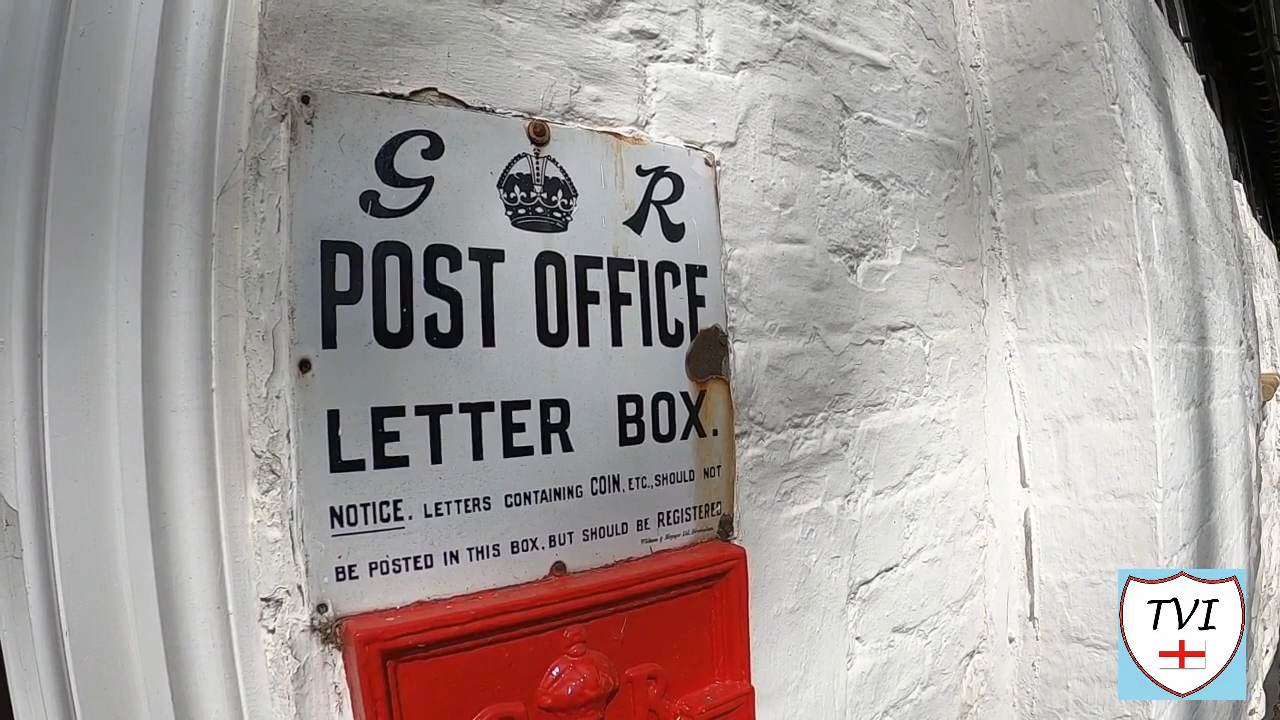 G R
POST OFFICE
LETTER BOX.
NOTICE. LETTERS CONTAINING COIN, ETC., SHOULD NOT
BE POSTED IN THIS BOX, BUT SHOULD BE REGISTERED
R
TVI